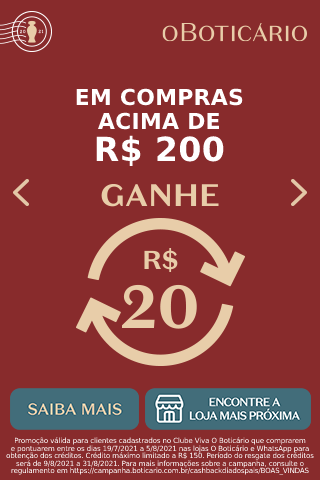 20 21
oBOTICÁRIO
EM COMPRAS
ACIMA DE
R$ 200
GANHE
R$
20
SAIBA MAIS
ENCONTRE A
LOJA MAIS PRÓXIMA
Promoção válida para clientes cadastrados no Clube Viva O Boticário que comprarem
e pontuarem entre os dias 19/7/2021 a 5/8/2021 nas lojas O Boticário e WhatsApp para
obtenção dos créditos. Crédito máximo limitado a R$ 150. Período do resgate dos créditos
será de 9/8/2021 a 31/8/2021. Para mais informações sobre a campanha, consulte o
regulamento em https://campanha.boticario.com.br/cashbackdiadospais/BOAS_VINDAS